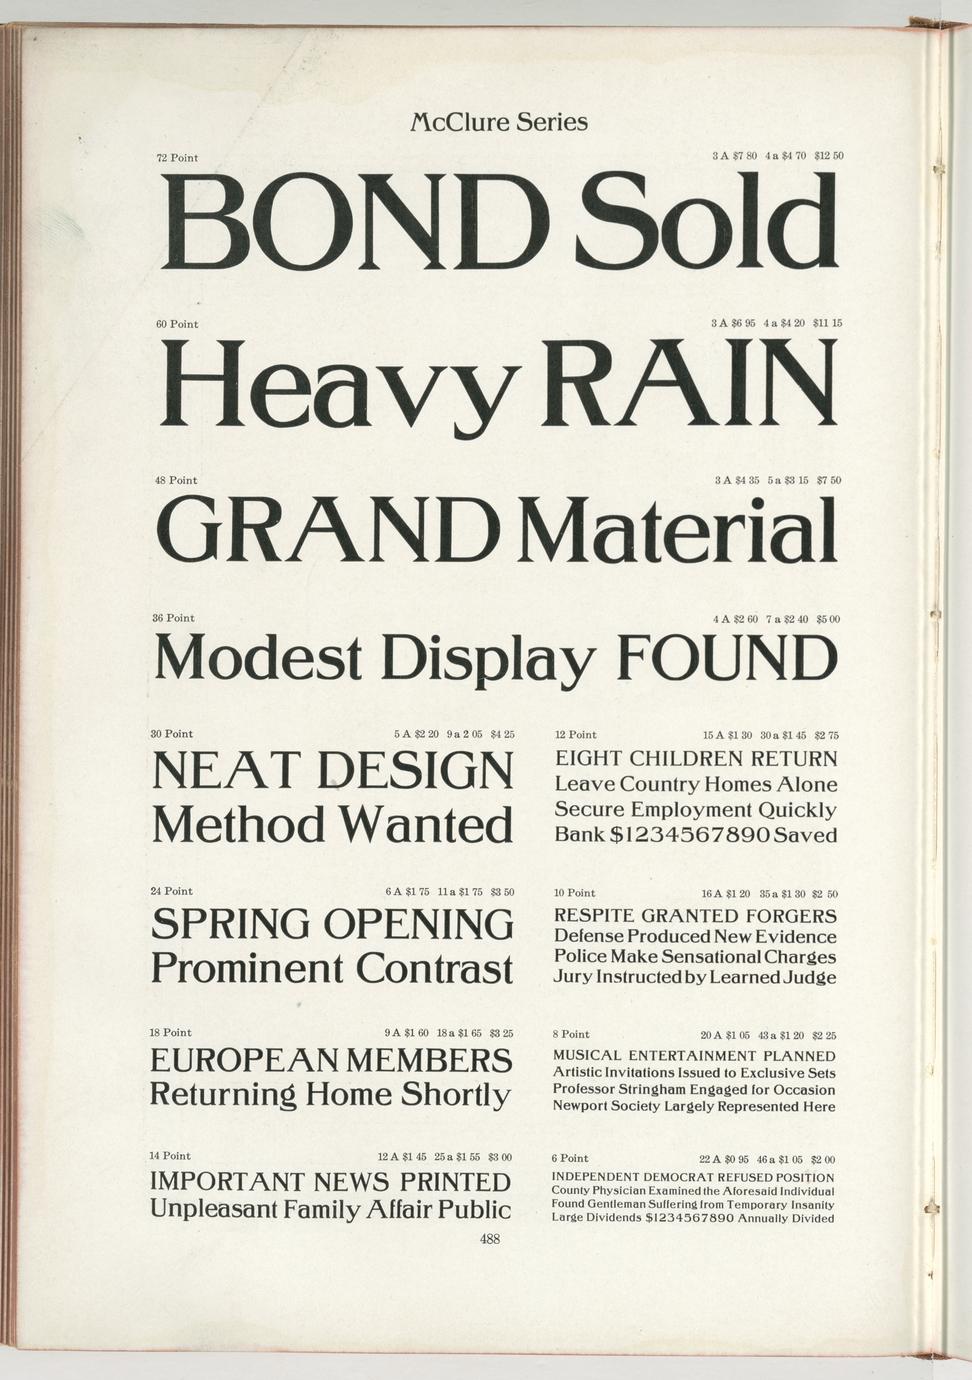 McClure Series
72 Point 3 A $7 80 4 a $4 70 $12 50
BOND Sold
60 Point 3 A $6 95 4 a $4 20 $11 15
Heavy RAIN
48 Point 3 A $4 35 5 a $3 15 $7 50
GRAND Material
36 Point 4 A $2 60 7 a $2 40 $5 00
Modest Display FOUND
30 Point 5 A $2 20 9 a 2 05 $4 25
NEAT DESIGN
Method Wanted
24 Point 6 A $1 75 11 a $1 75 $3 50
SPRING OPENING
Prominent Contrast
18 Point 9 A $1 60 18 a $1 65 $3 25
EUROPEAN MEMBERS
Returning Home Shortly
14 Point 12 A $1 45 25 a $1 55 $3 00
IMPORTANT NEWS PRINTED
Unpleasant Family Affair Public
12 Point 15 A $1 30 30 a $1 45 $2 75
EIGHT CHILDREN RETURN
Leave Country Homes Alone
Secure Employment Quickly
Bank $1234567890 Saved
10 Point 16 A $1 20 35 a $1 30 $2 50
RESPITE GRANTED FORGERS
Defense Produced New Evidence
Police Make Sensational Charges
Jury Instructed by Learned Judge
8 Point 20 A $1 05 43 a $1 20 $2 25
MUSICAL ENTERTAINMENT PLANNED
Artistic Invitations Issued to Exclusive Sets
Professor Stringham Engaged for Occasion
Newport Society Largely Represented Here
6 Point 22 A $0 95 46 a $1 05 $2 00
INDEPENDENT DEMOCRAT REFUSED POSITION
County Physician Examined the Aforesaid Individual
Found Gentleman Suffering from Temporary Insanity
Large Dividends $1234567890 Annually Divided
488